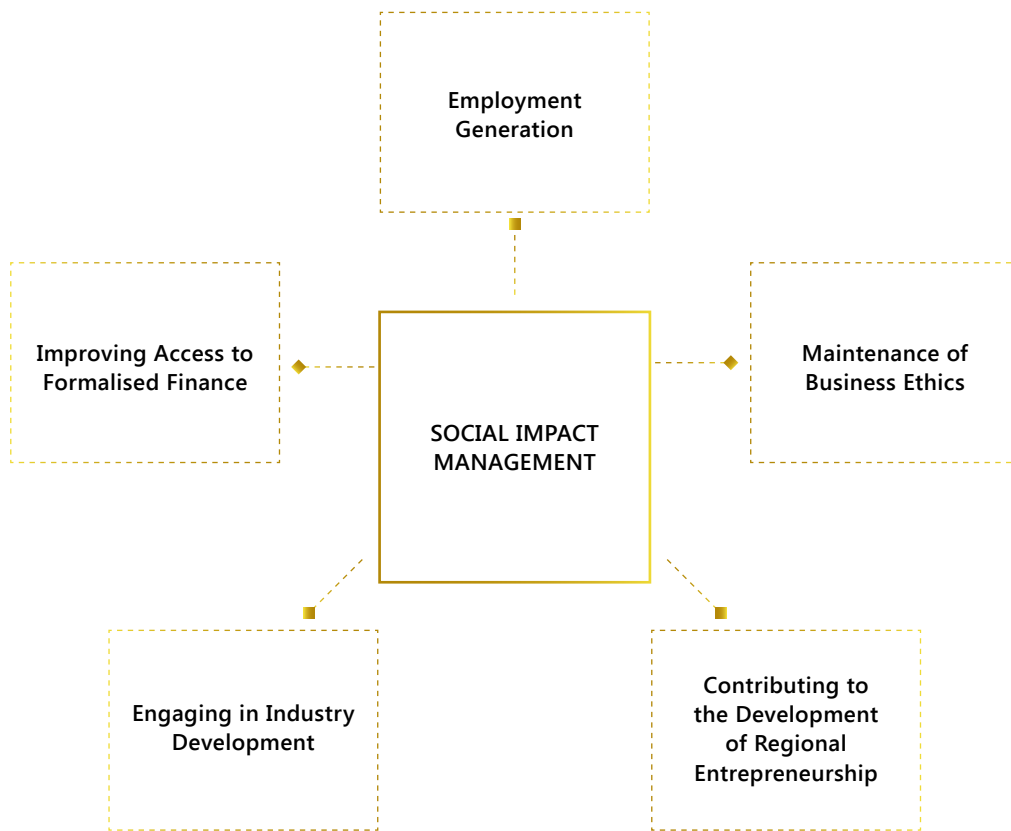 Employment
Generation
Improving Access to
Formalised Finance
Maintenance of
Business Ethics
SOCIAL IMPACT
MANAGEMENT
Engaging in Industry
Development
Contributing to
the Development
of Regional
Entrepreneurship